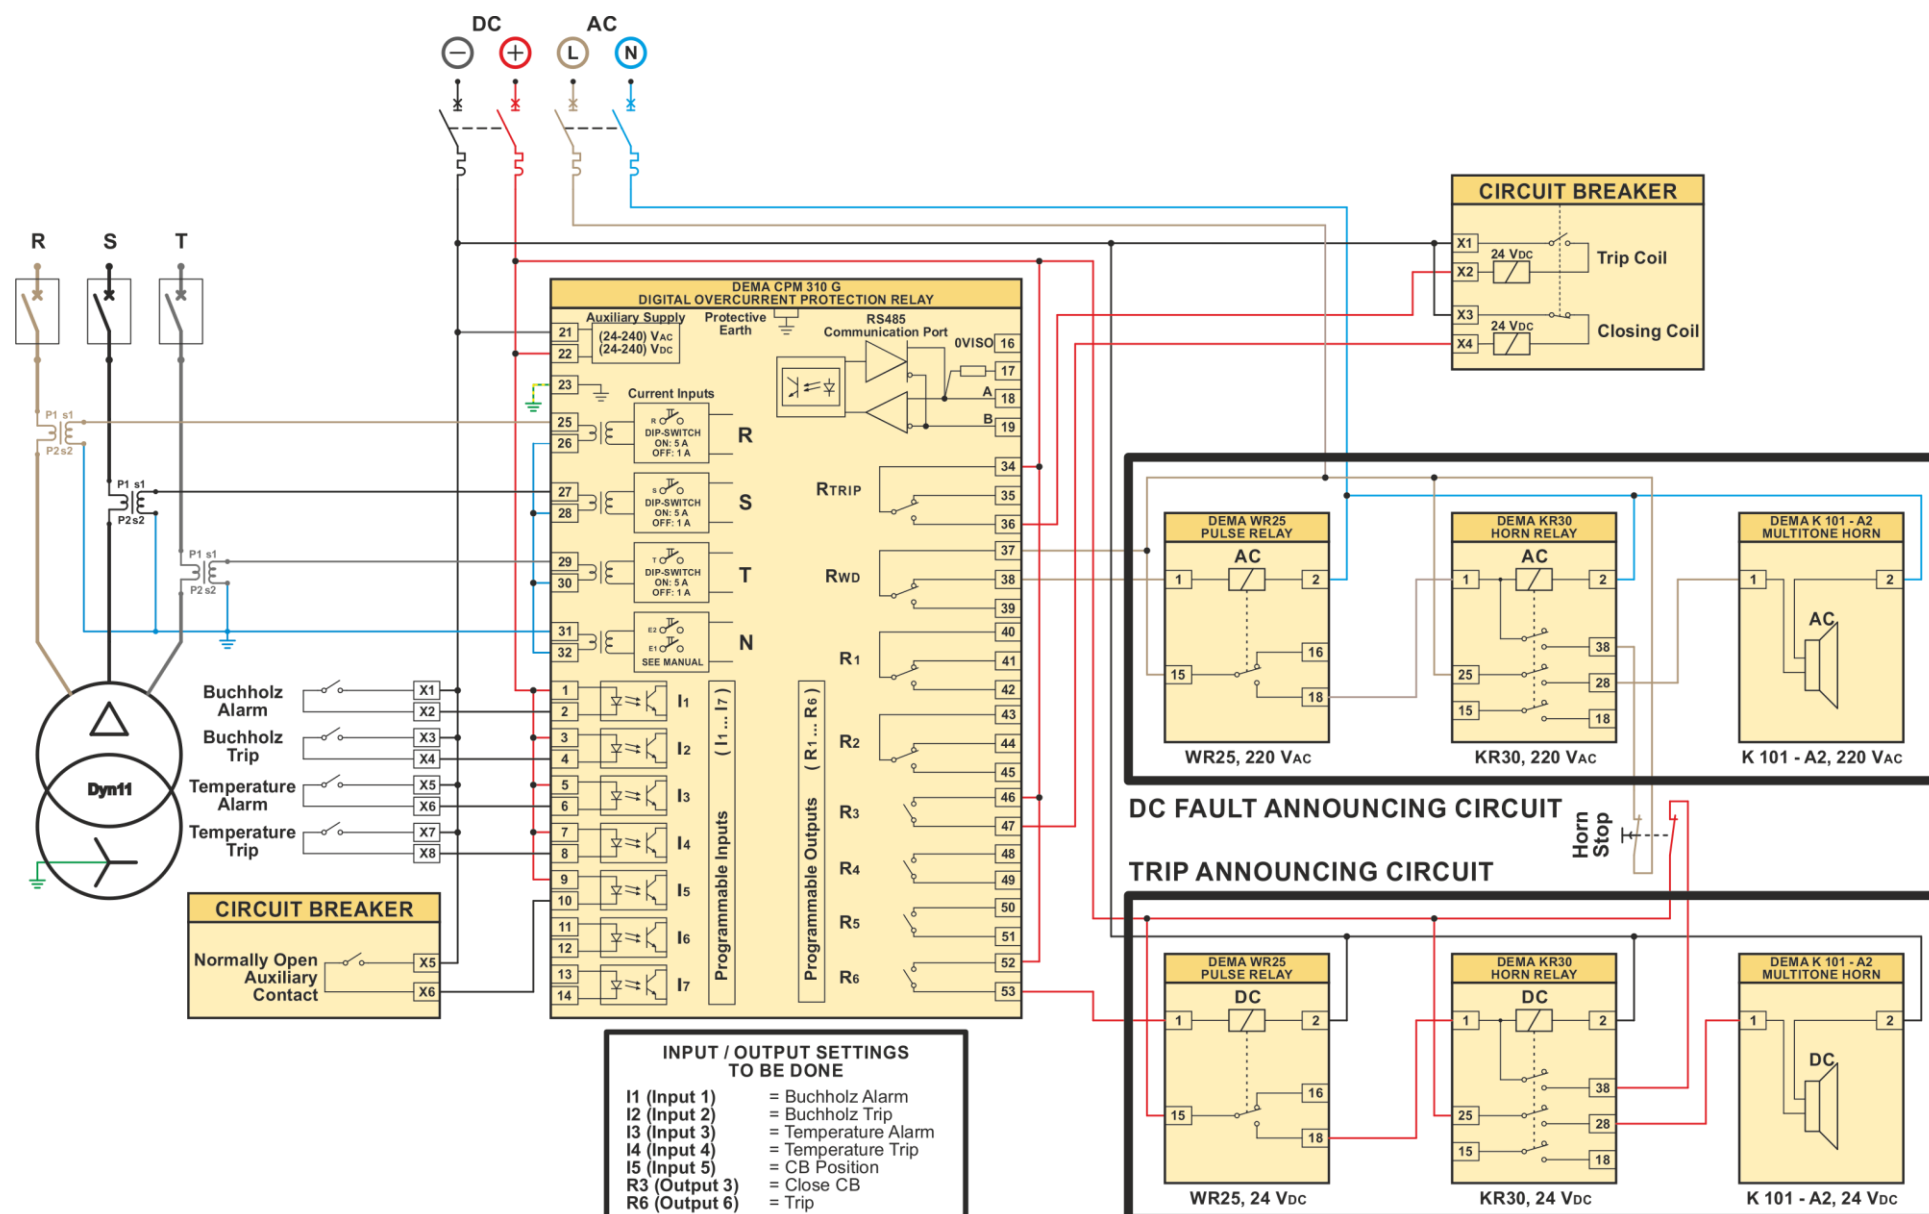 DC AC
− + L N
R S T
CIRCUIT BREAKER
X1
24 VDC
Trip Coil
X2
X3
24 VDC
Closing Coil
X4
DEMA CPM 310 G
DIGITAL OVERCURRENT PROTECTION RELAY
Auxiliary Supply
(24-240) VAC
(24-240) VDC
Protective
Earth
RS485
Communication Port
21
22
23
0VISO 16
17
A 18
B 19
Current Inputs
25
26
R
DIP-SWITCH
ON: 5 A
OFF: 1 A
R
27
28
S
DIP-SWITCH
ON: 5 A
OFF: 1 A
S
29
30
T
DIP-SWITCH
ON: 5 A
OFF: 1 A
T
31
32
E2
E1
SEE MANUAL
N
P1 s1
P2 s2
P1 s1
P2 s2
P1 s1
P2 s2
RTRIP
34
35
36
RWD
37
38
39
R1
40
41
42
R2
43
44
45
R3
46
47
R4
48
49
R5
50
51
R6
52
53
1
2
I1
3
4
I2
5
6
I3
7
8
I4
9
10
I5
11
12
I6
13
14
I7
Programmable Inputs (I1 ... I7)
Programmable Outputs (R1 ... R6)
Buchholz
Alarm
X1
X2
Buchholz
Trip
X3
X4
Temperature
Alarm
X5
X6
Temperature
Trip
X7
X8
Dyn11
CIRCUIT BREAKER
Normally Open
Auxiliary
Contact
X5
X6
DEMA WR25
PULSE RELAY
AC
1
2
15
16
18
WR25, 220 VAC
DEMA KR30
HORN RELAY
AC
1
2
38
25
28
15
18
KR30, 220 VAC
DEMA K 101 - A2
MULTITONE HORN
1
2
AC
K 101 - A2, 220 VAC
DC FAULT ANNOUNCING CIRCUIT
Horn
Stop
TRIP ANNOUNCING CIRCUIT
DEMA WR25
PULSE RELAY
DC
1
2
15
16
18
WR25, 24 VDC
DEMA KR30
HORN RELAY
DC
1
2
38
25
28
15
18
KR30, 24 VDC
DEMA K 101 - A2
MULTITONE HORN
1
2
DC
K 101 - A2, 24 VDC
INPUT / OUTPUT SETTINGS
TO BE DONE
I1 (Input 1) = Buchholz Alarm
I2 (Input 2) = Buchholz Trip
I3 (Input 3) = Temperature Alarm
I4 (Input 4) = Temperature Trip
I5 (Input 5) = CB Position
R3 (Output 3) = Close CB
R6 (Output 6) = Trip